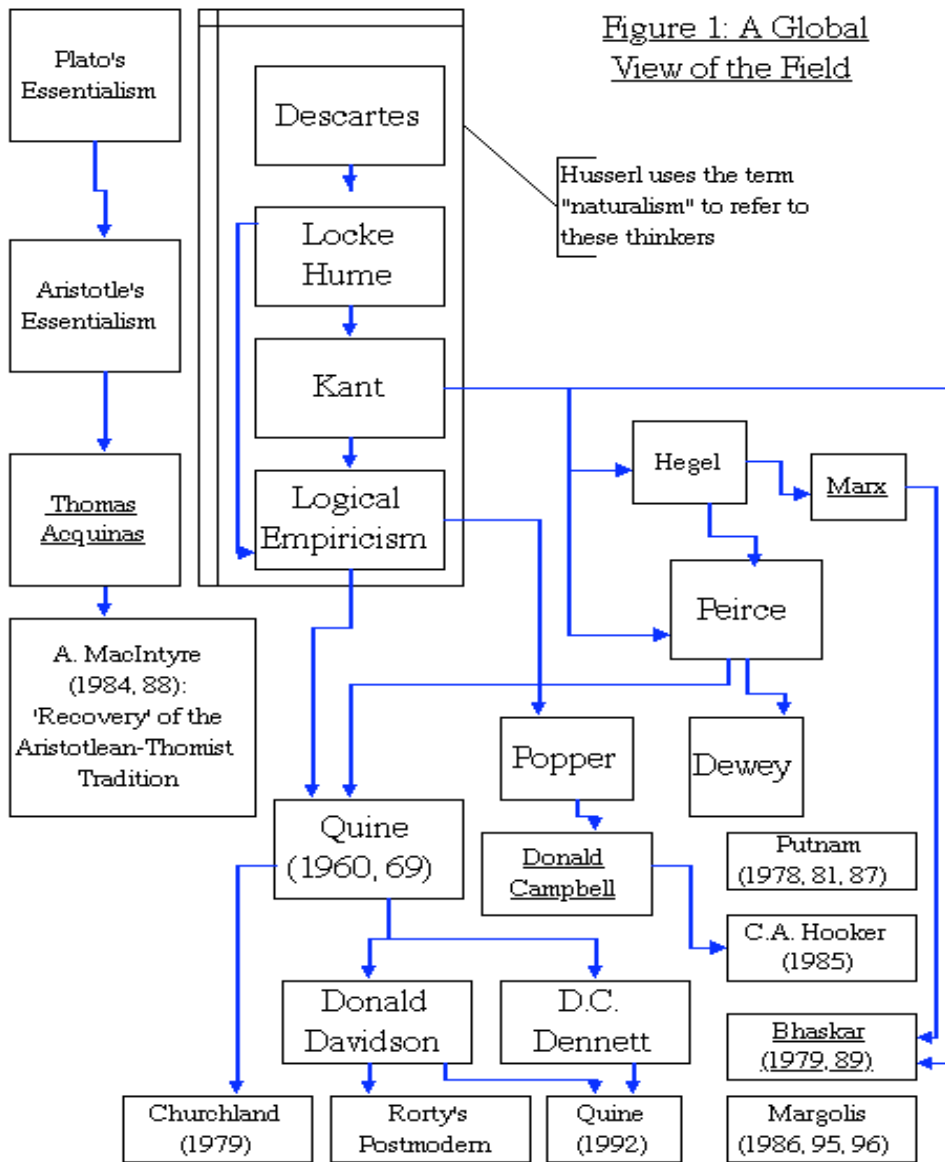 Figure 1: A Global
View of the Field
Plato's
Essentialism
Aristotle's
Essentialism
Thomas
Acquinas
A. MacIntyre
(1984, 88):
'Recovery' of the
Aristotlean-Thomist
Tradition
Descartes
Locke
Hume
Kant
Logical
Empiricism
Husserl uses the term
"naturalism" to refer to
these thinkers
Hegel
Marx
Peirce
Popper
Dewey
Quine
(1960, 69)
Donald
Campbell
Putnam
(1978, 81, 87)
C.A. Hooker
(1985)
Donald
Davidson
D.C.
Dennett
Bhaskar
(1979, 89)
Churchland
(1979)
Rorty's
Postmodern
Quine
(1992)
Margolis
(1986, 95, 96)